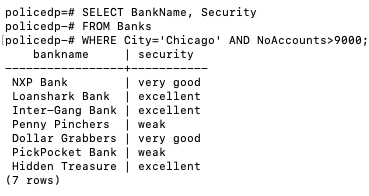 policedp=# SELECT BankName, Security
policedp-# FROM Banks
[policedp-# WHERE City='Chicago' AND NoAccounts>9000;
    bankname     | security
-----------------+-----------
 NXP Bank        | very good
 Loanshark Bank  | excellent
 Inter-Gang Bank | excellent
 Penny Pinchers  | weak
 Dollar Grabbers | very good
 PickPocket Bank | weak
 Hidden Treasure | excellent
(7 rows)